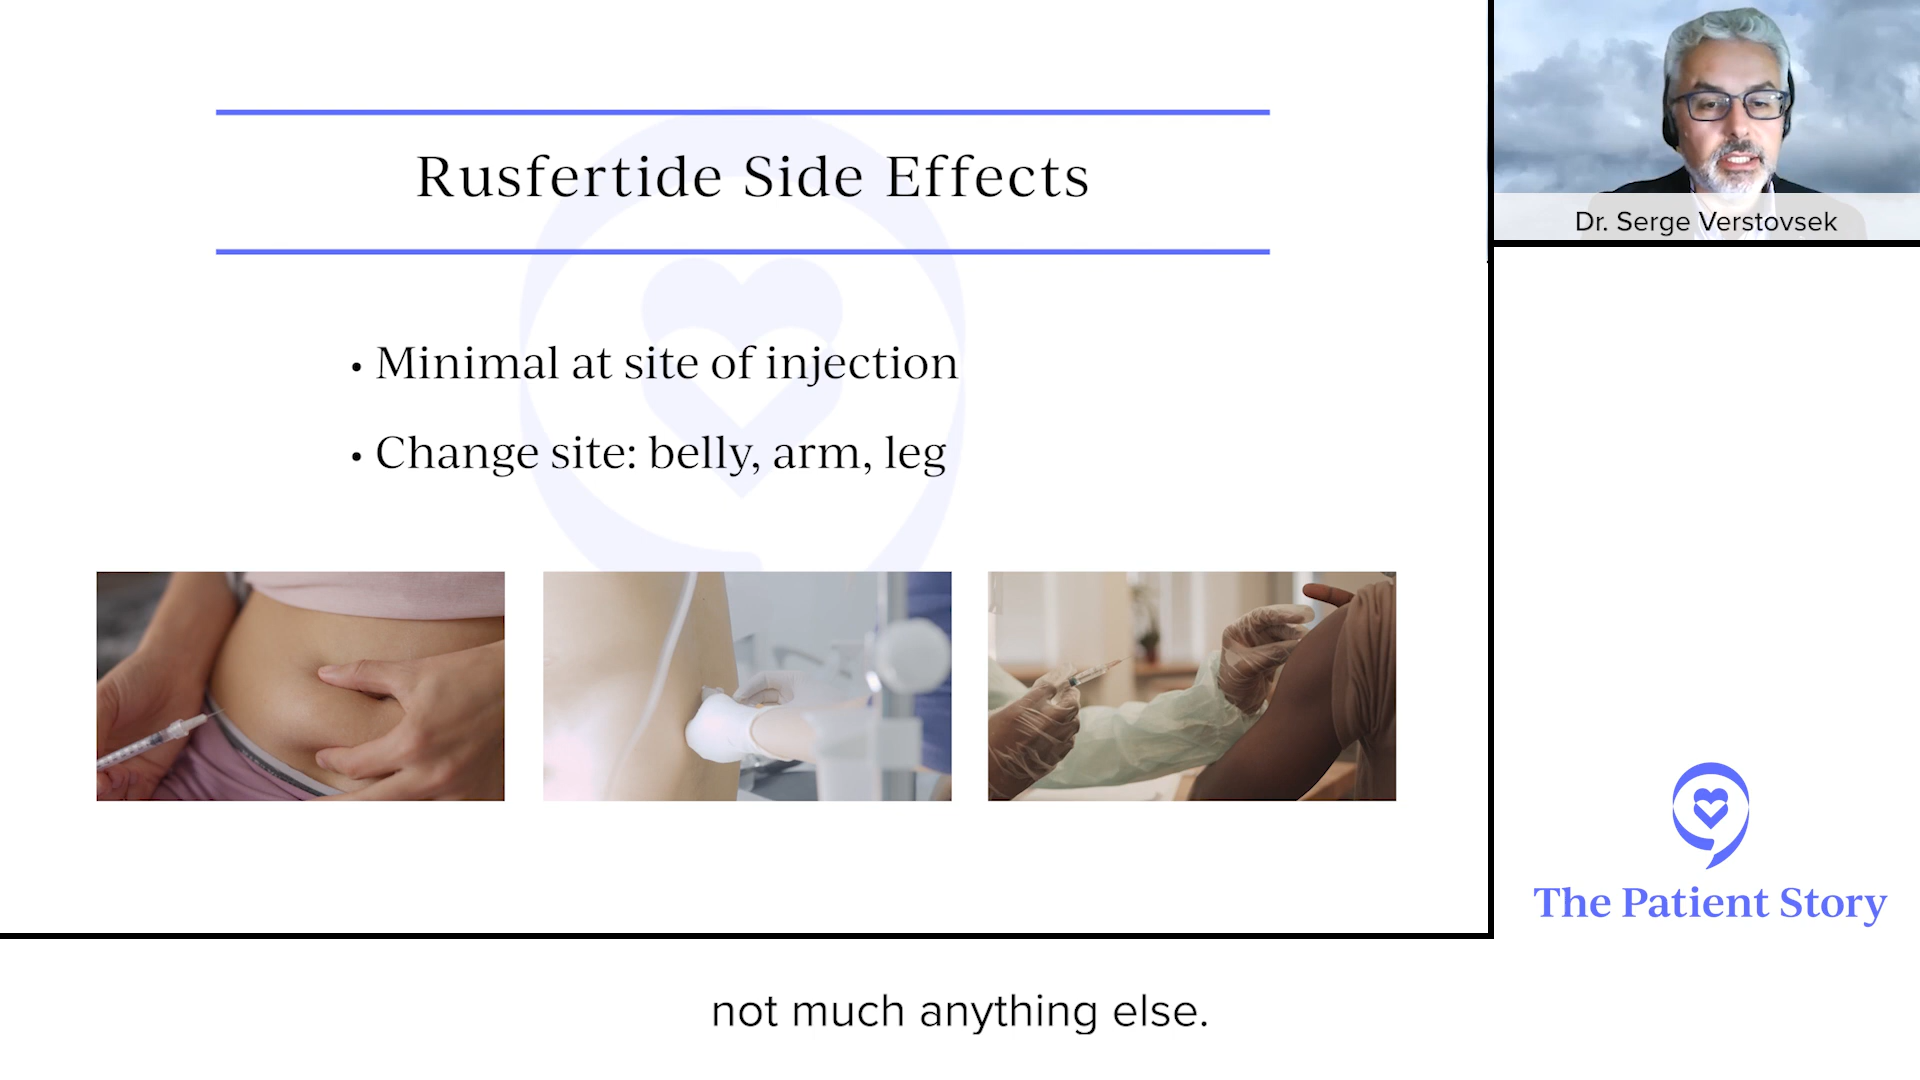 Rusfertide Side Effects
• Minimal at site of injection
• Change site: belly, arm, leg
Dr. Serge Verstovsek
The Patient Story
not much anything else.